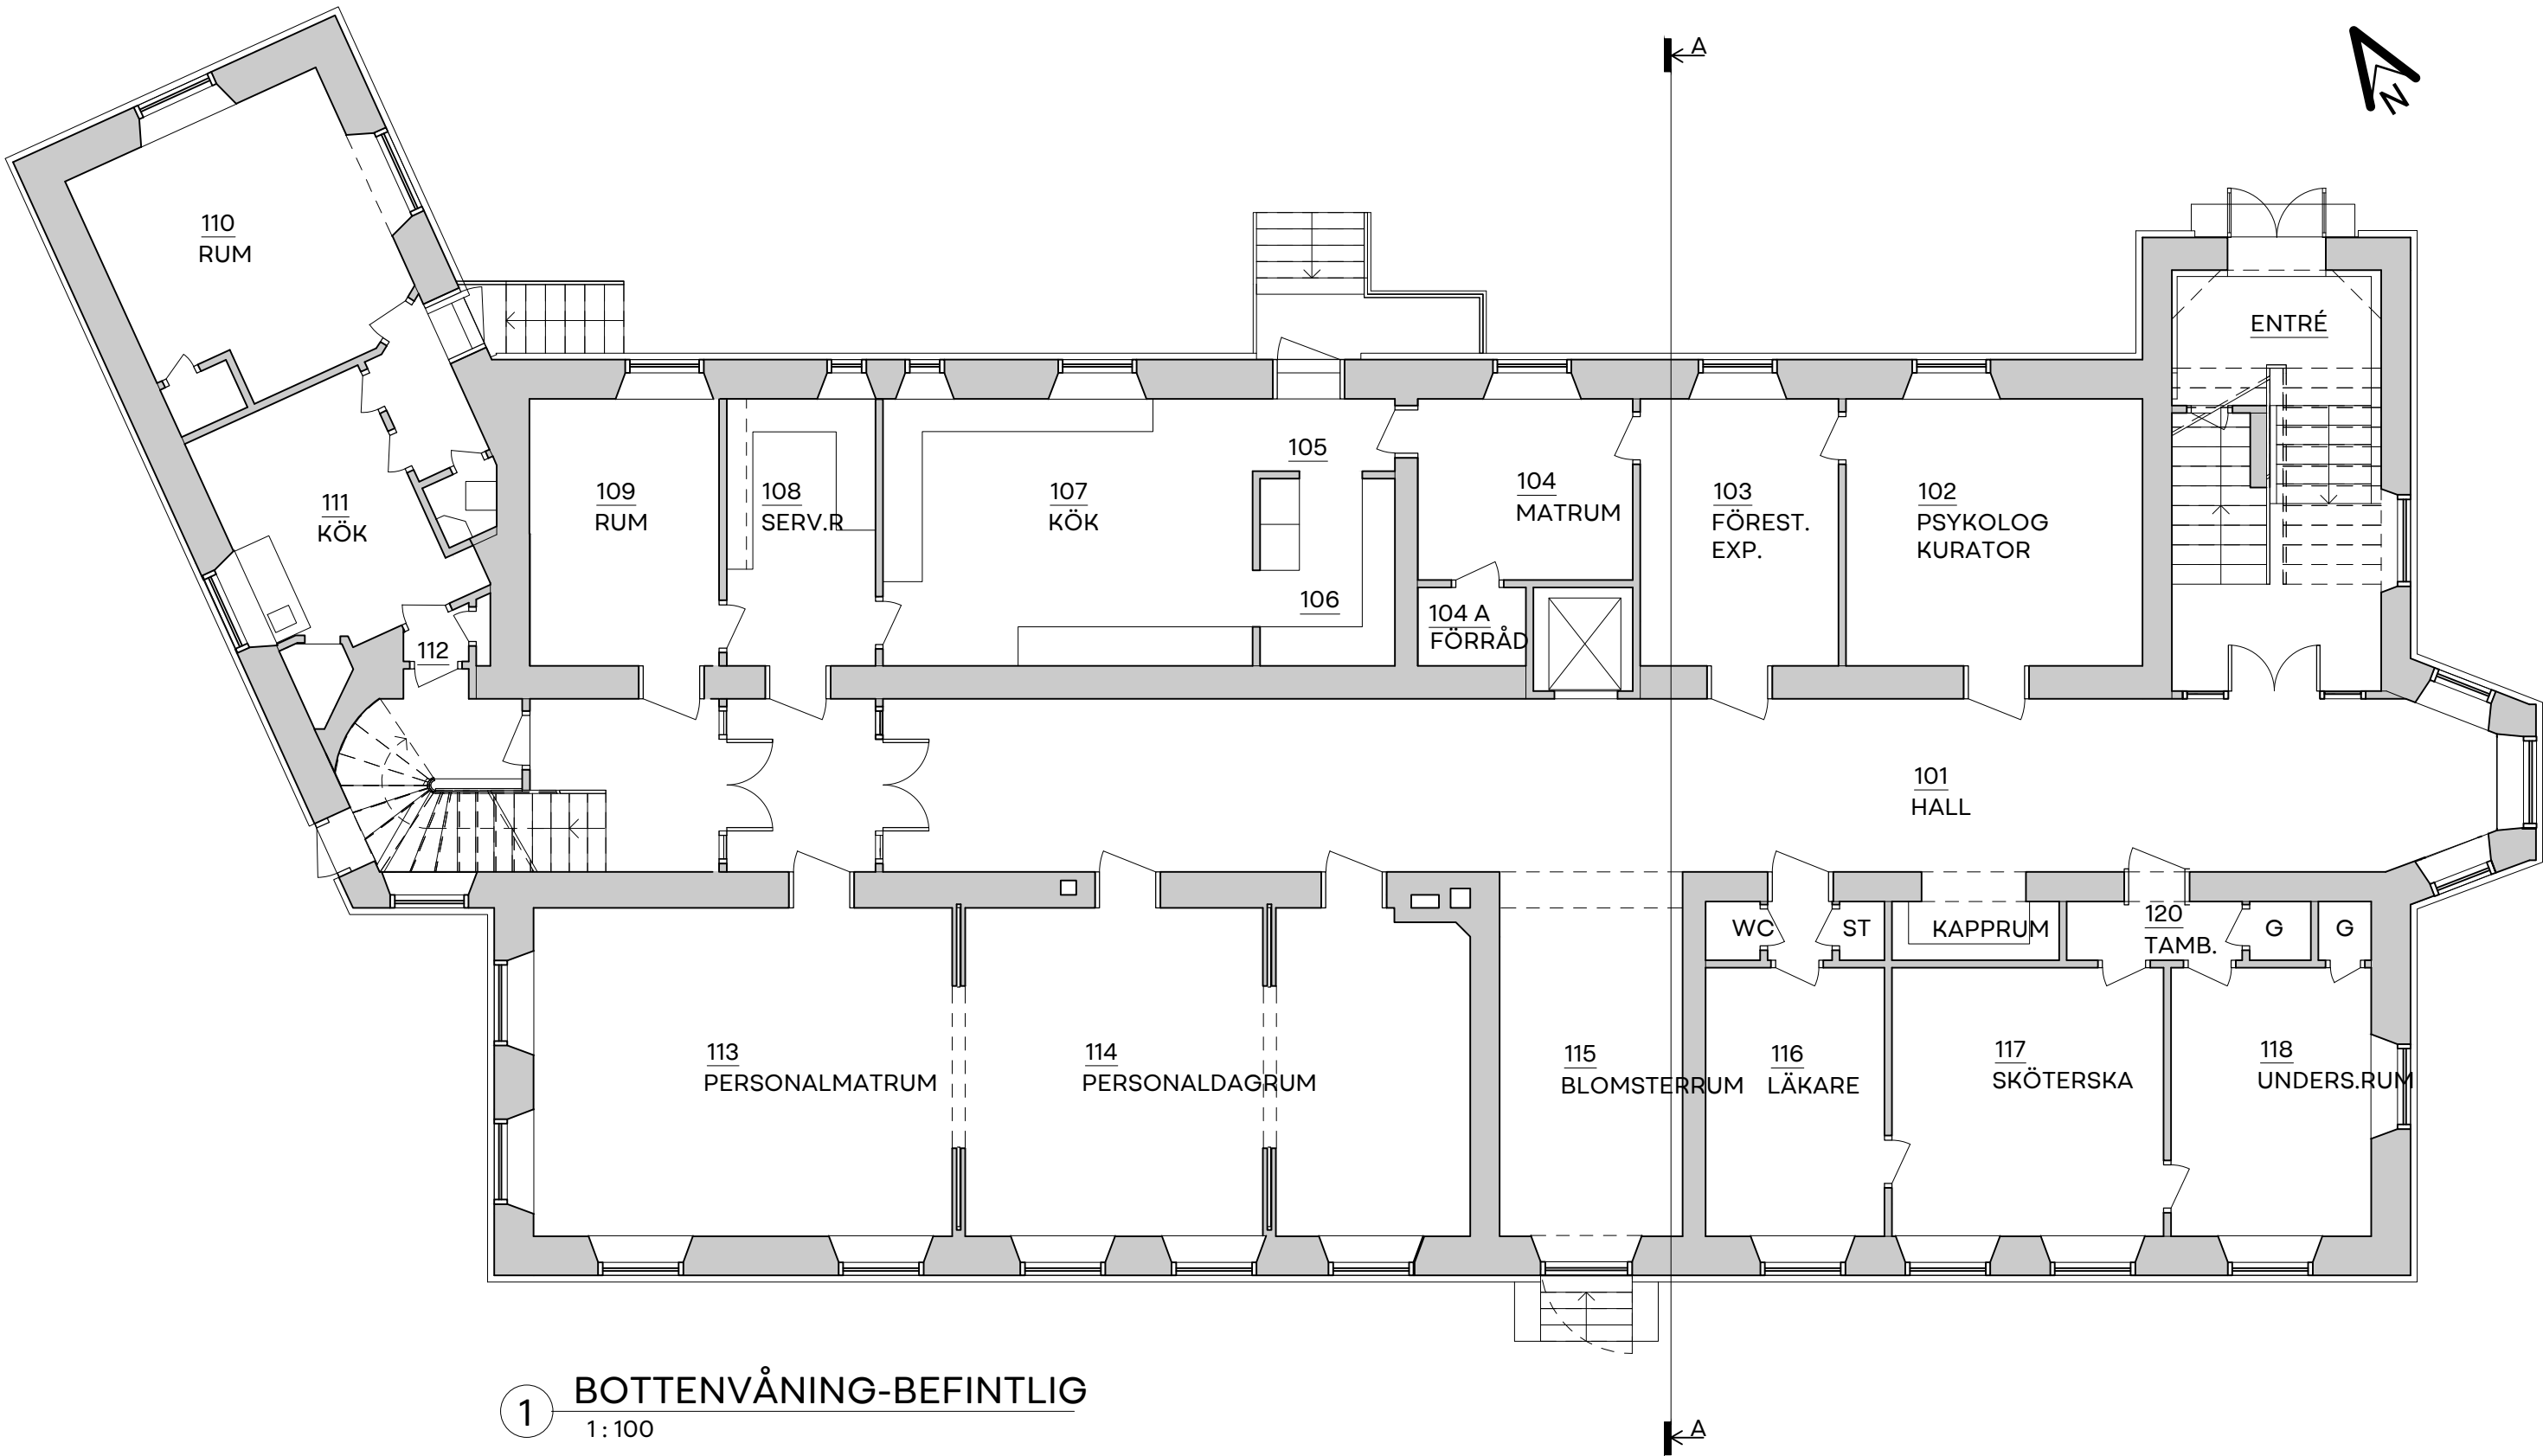 A
N
110
RUM
ENTRÉ
105
109
RUM
108
SERV.R
107
KÖK
104
MATRUM
103
FÖREST.
EXP.
102
PSYKOLOG
KURATOR
111
KÖK
106
104 A
FÖRRÅD
112
101
HALL
WC
ST
KAPPRUM
120
TAMB.
G
G
113
PERSONALMATRUM
114
PERSONALDAGRUM
115
BLOMSTERRUM
116
LÄKARE
117
SKÖTERSKA
118
UNDERS.RUM
1
BOTTENVÅNING-BEFINTLIG
1 : 100
A